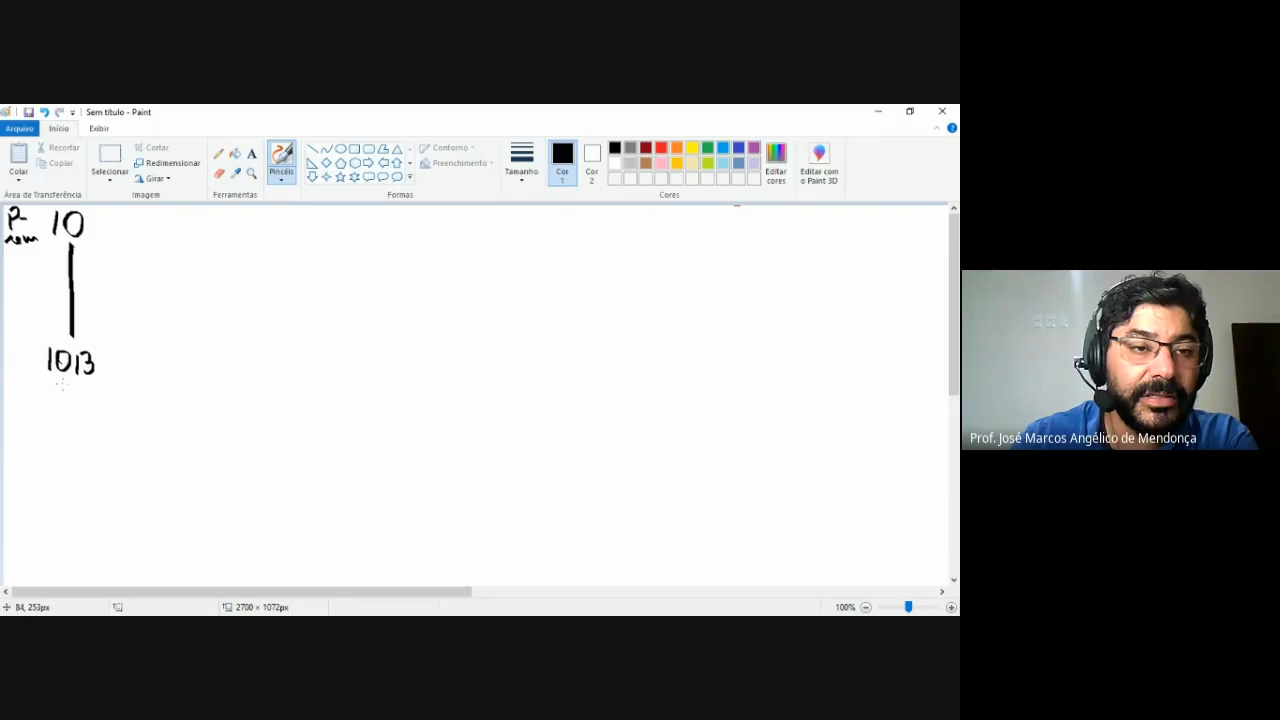 Sem título - Paint
Arquivo
Início
Exibir
Colar
Recortar
Copiar
Área de Transferência
Selecionar
Cortar
Redimensionar
Girar
Imagem
Ferramentas
Pincéis
Contorno
Preenchimento
Formas
Tamanho
Cor
1
Cor
2
Editar
cores
Editar com
o Paint 3D
Cores
10
1013
Prof. José Marcos Angélico de Mendonça
84, 253px
2700 × 1072px
100%